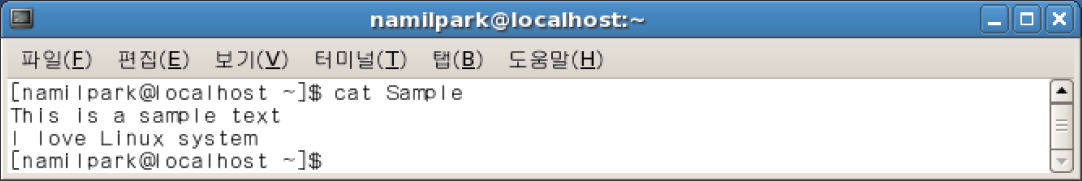 namilpark@localhost:~
파일(F) 편집(E) 보기(V) 터미널(T) 탭(B) 도움말(H)
[namilpark@localhost ~]$ cat Sample
This is a sample text
I love Linux system
[namilpark@localhost ~]$